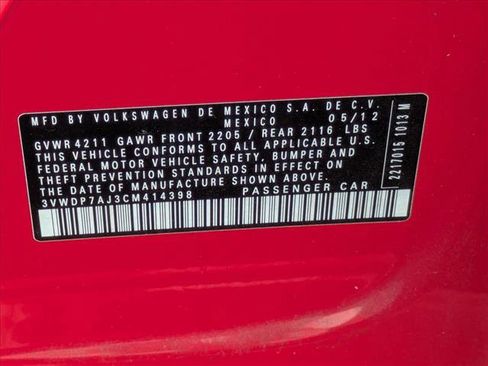 MFD BY VOLKSWAGEN DE MEXICO S.A. DE C.V.
MEXICO 05/12
GVWR 4211 GAWR FRONT 2205 / REAR 2116 LBS
THIS VEHICLE CONFORMS TO ALL APPLICABLE U.S.
FEDERAL MOTOR VEHICLE SAFETY, BUMPER AND
THEFT PREVENTION STANDARDS IN EFFECT ON
THE DATE OF MANUFACTURE SHOWN ABOVE.
3VWDP7AJ3CM414398 PASSENGER CAR
2217015 1013 M